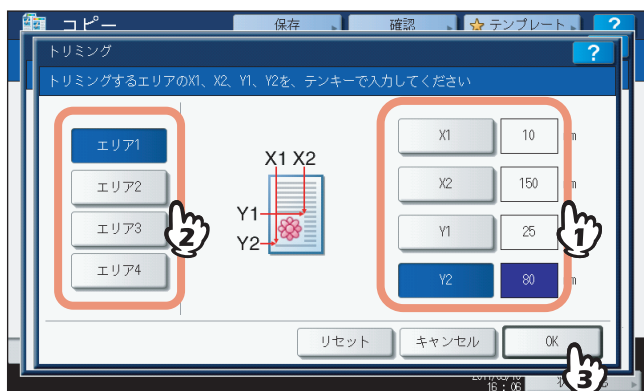 コピー 保存 確認 テンプレート ?
トリミング ?
トリミングするエリアのX1、X2、Y1、Y2を、テンキーで入力してください
エリア1
エリア2
エリア3
エリア4
X1 X2
Y1
Y2
X1 10
X2 150
Y1 25
Y2 80
2
1
リセット キャンセル OK
3
16:06